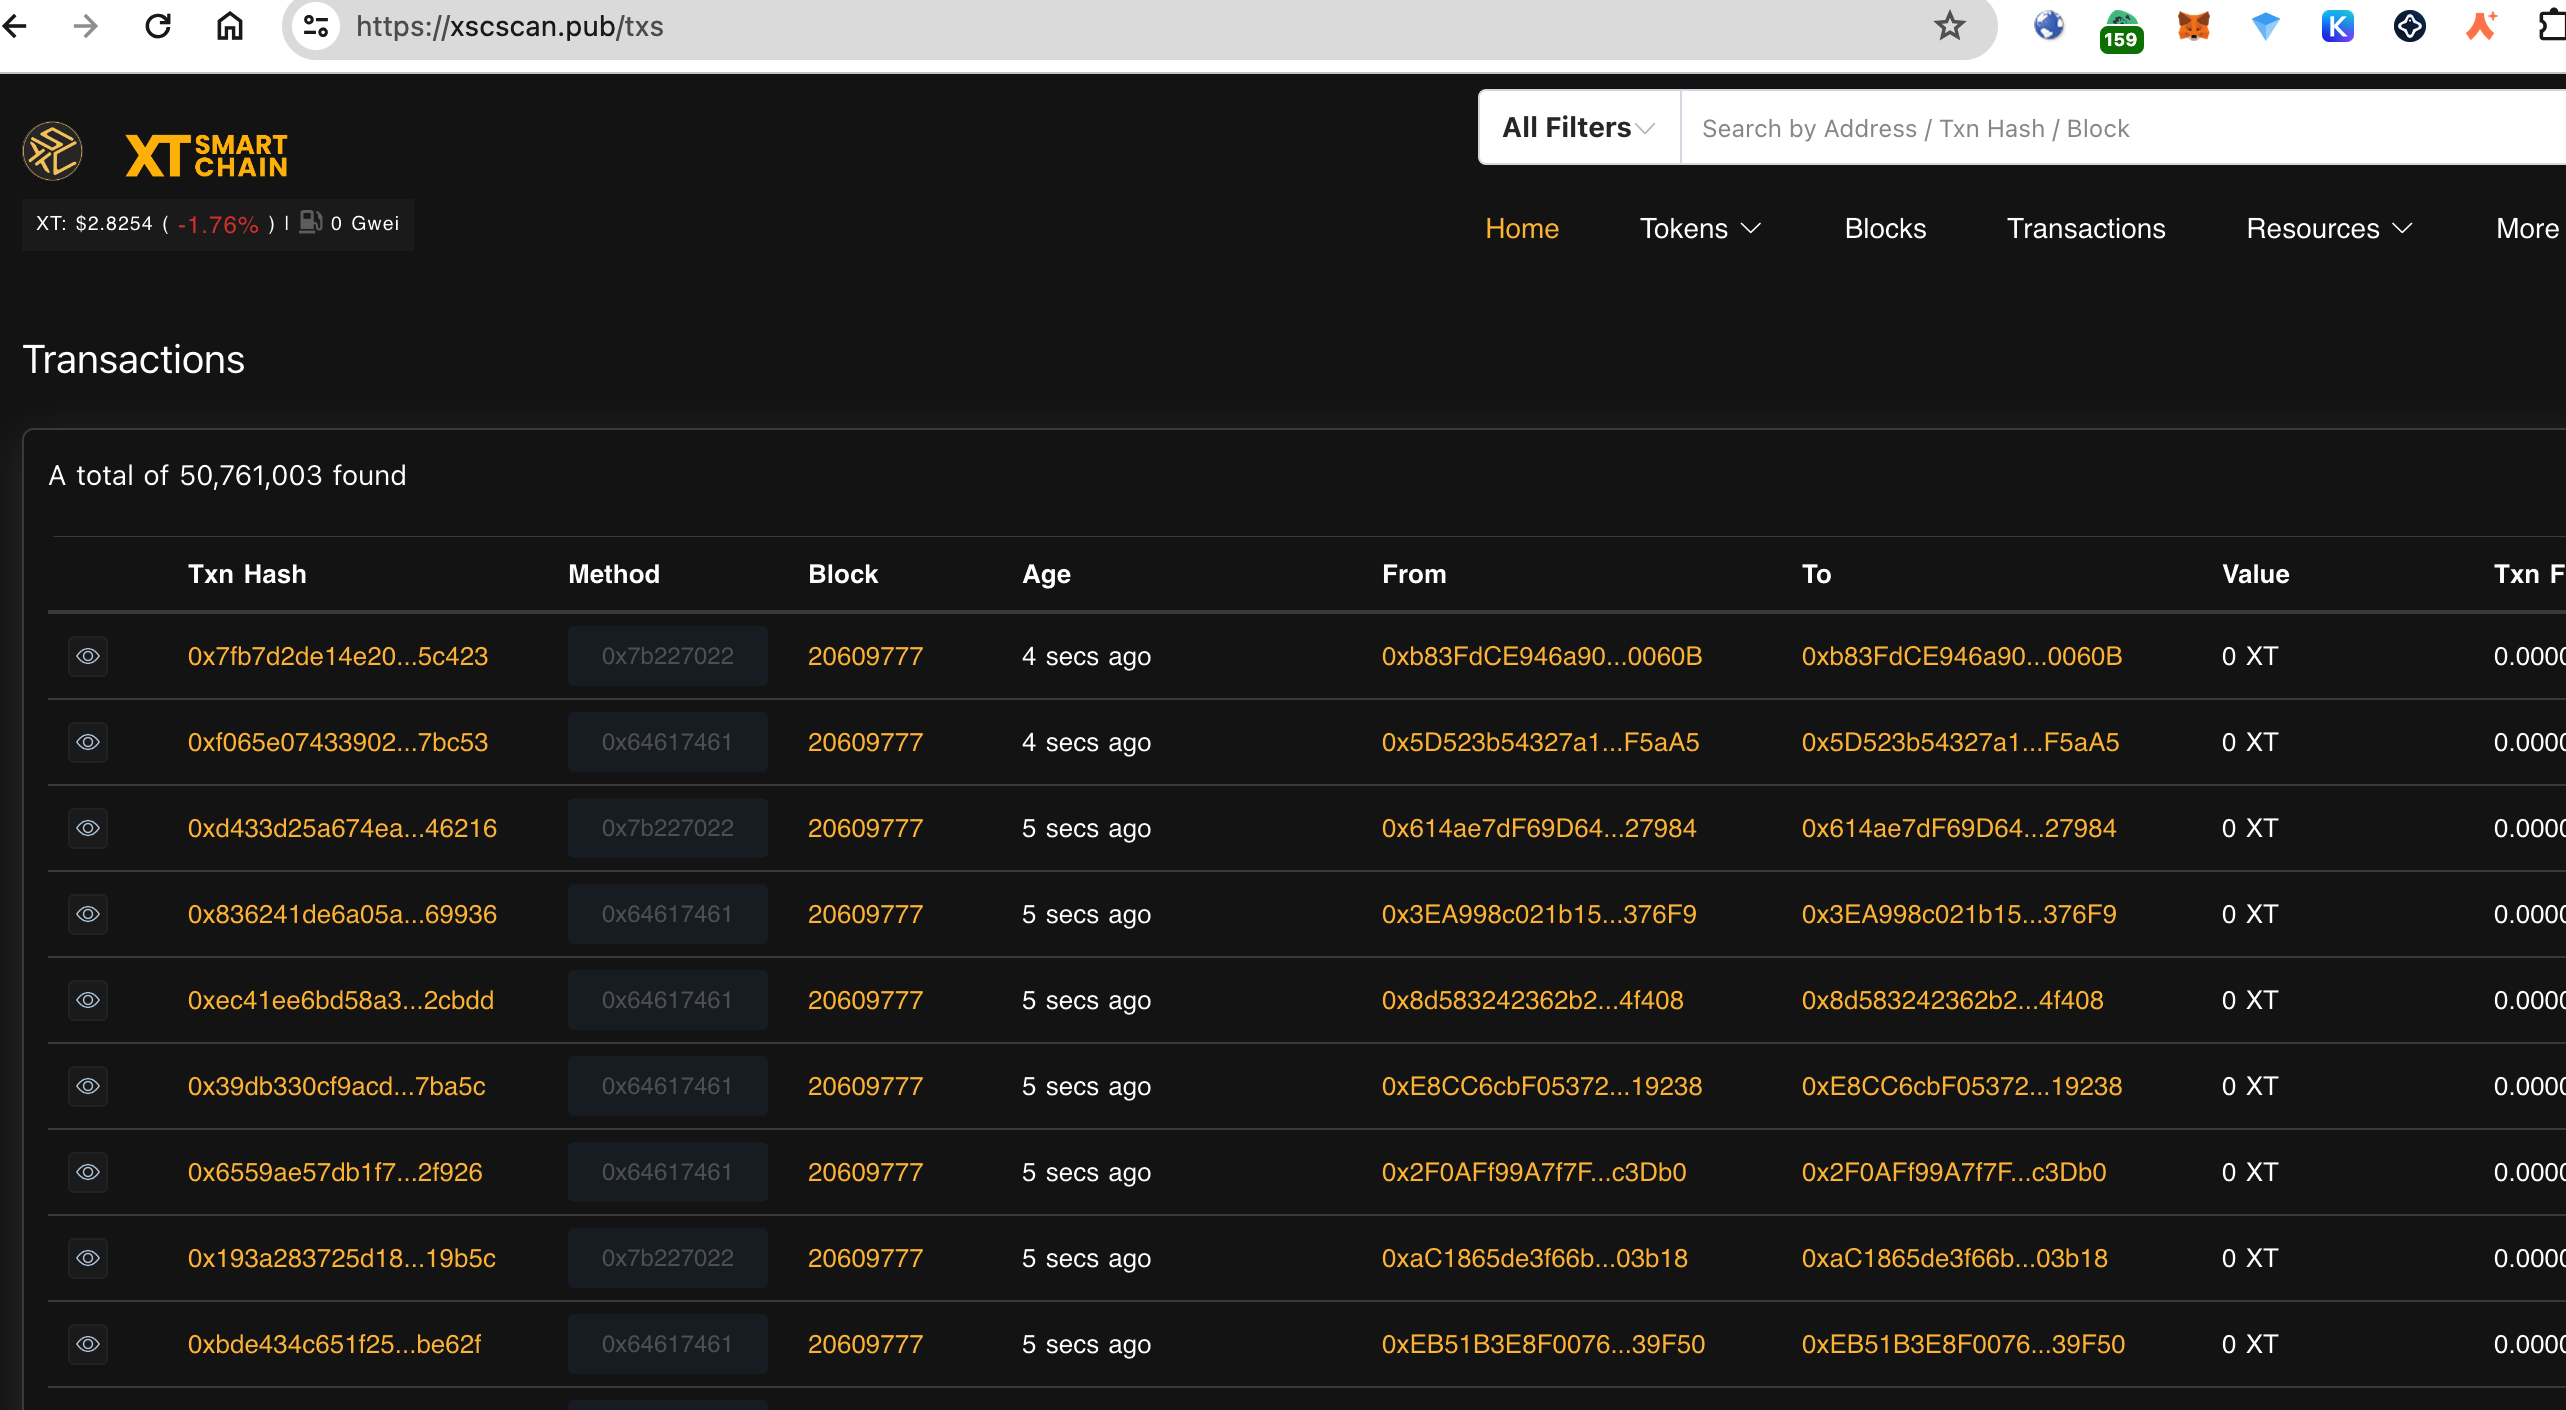 https://xscscan.pub/txs
159
K
XT SMART CHAIN
All Filters
Search by Address / Txn Hash / Block
XT: $2.8254 ( -1.76% ) | 0 Gwei
Home Tokens Blocks Transactions Resources More
Transactions
A total of 50,761,003 found
Txn Hash Method Block Age From To Value Txn F
0x7fb7d2de14e20...5c423 0x7b227022 20609777 4 secs ago 0xb83FdCE946a90...0060B 0xb83FdCE946a90...0060B 0 XT 0.0000
0xf065e07433902...7bc53 0x64617461 20609777 4 secs ago 0x5D523b54327a1...F5aA5 0x5D523b54327a1...F5aA5 0 XT 0.0000
0xd433d25a674ea...46216 0x7b227022 20609777 5 secs ago 0x614ae7dF69D64...27984 0x614ae7dF69D64...27984 0 XT 0.0000
0x836241de6a05a...69936 0x64617461 20609777 5 secs ago 0x3EA998c021b15...376F9 0x3EA998c021b15...376F9 0 XT 0.0000
0xec41ee6bd58a3...2cbdd 0x64617461 20609777 5 secs ago 0x8d583242362b2...4f408 0x8d583242362b2...4f408 0 XT 0.0000
0x39db330cf9acd...7ba5c 0x64617461 20609777 5 secs ago 0xE8CC6cbF05372...19238 0xE8CC6cbF05372...19238 0 XT 0.0000
0x6559ae57db1f7...2f926 0x64617461 20609777 5 secs ago 0x2F0AFf99A7f7F...c3Db0 0x2F0AFf99A7f7F...c3Db0 0 XT 0.0000
0x193a283725d18...19b5c 0x7b227022 20609777 5 secs ago 0xaC1865de3f66b...03b18 0xaC1865de3f66b...03b18 0 XT 0.0000
0xbde434c651f25...be62f 0x64617461 20609777 5 secs ago 0xEB51B3E8F0076...39F50 0xEB51B3E8F0076...39F50 0 XT 0.0000